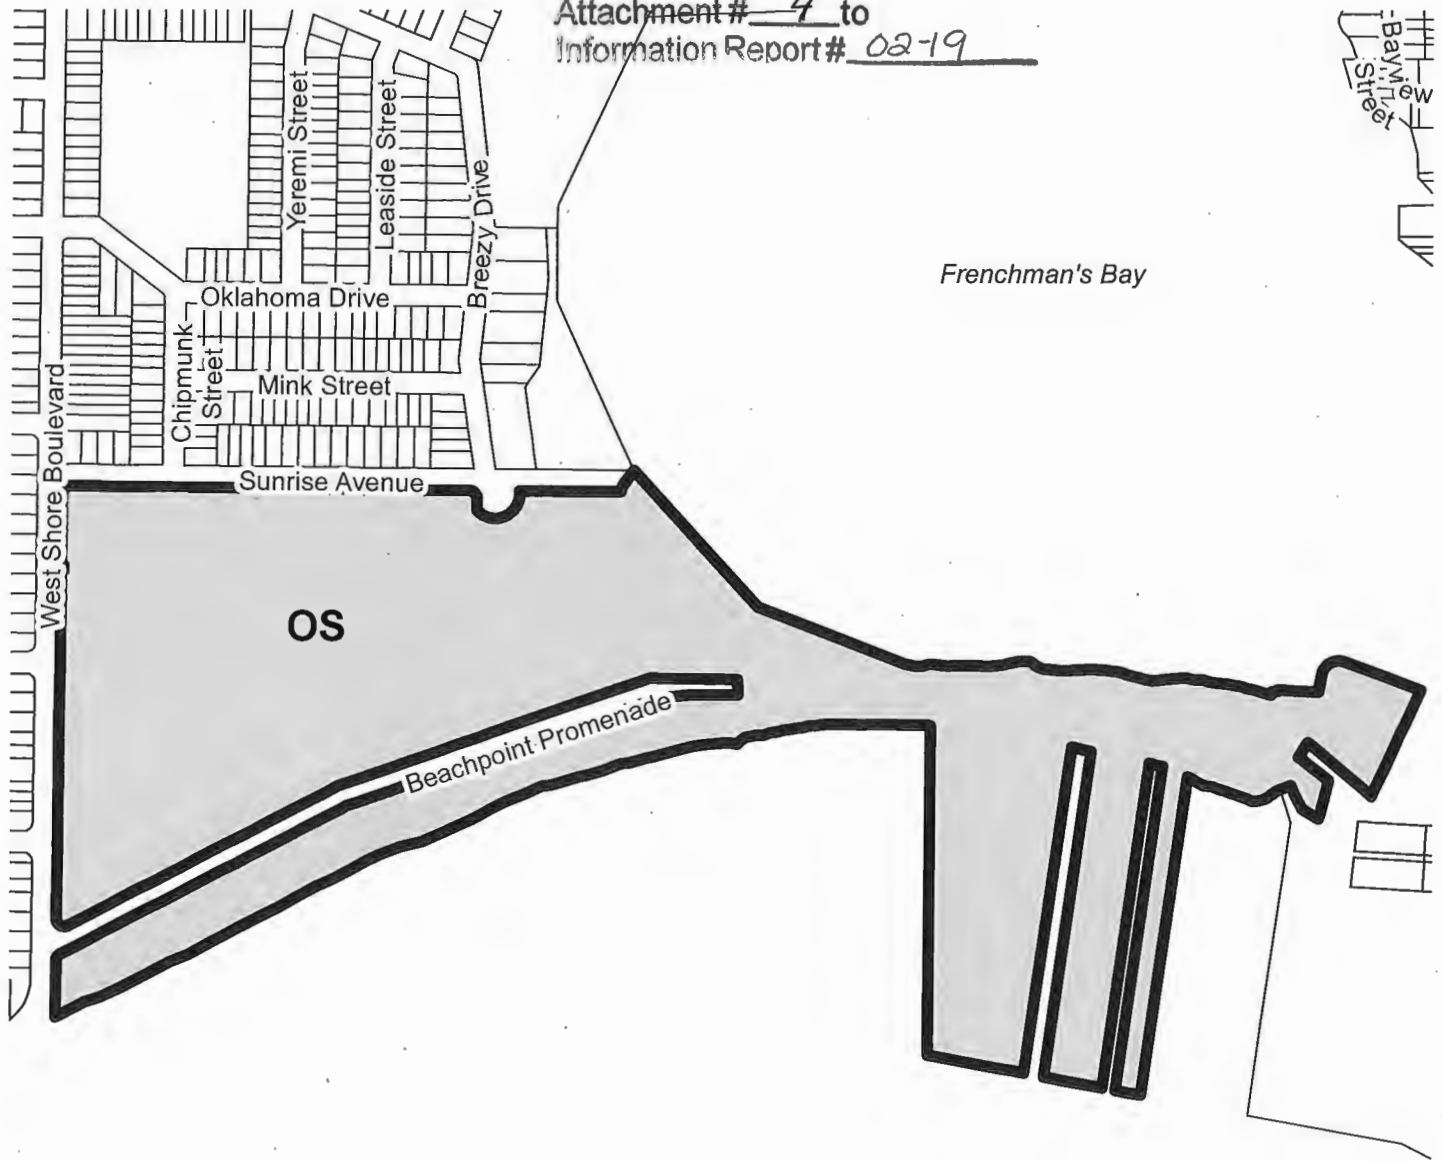 Attachment # 4 to
Information Report # 02-19
Bayview
Street
Yeremi Street
Leaside Street
Breezy Drive
Frenchman's Bay
Oklahoma Drive
Chipmunk
Street
Mink Street
West Shore Boulevard
Sunrise Avenue
OS
Beachpoint Promenade